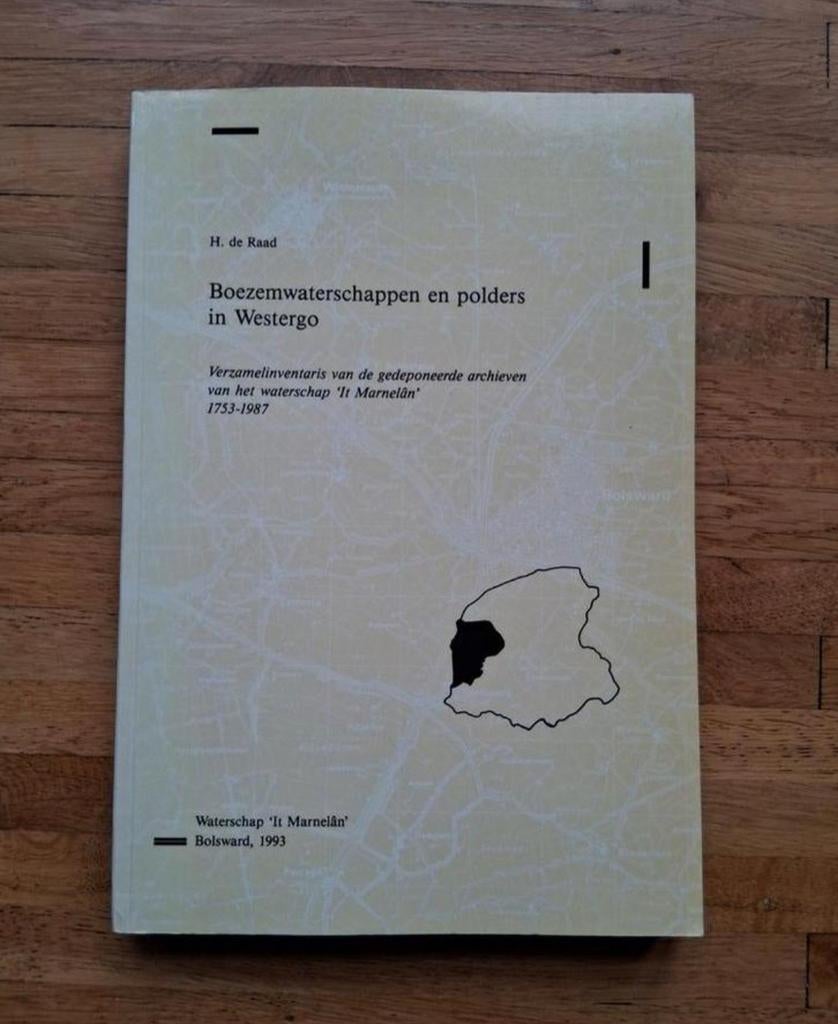 H. de Raad
Boezemwaterschappen en polders
in Westergo
Verzamelinventaris van de gedeponeerde archieven
van het waterschap ‘It Marnelân’
1753-1987
Bolsward
Waterschap ‘It Marnelân’
Bolsward, 1993